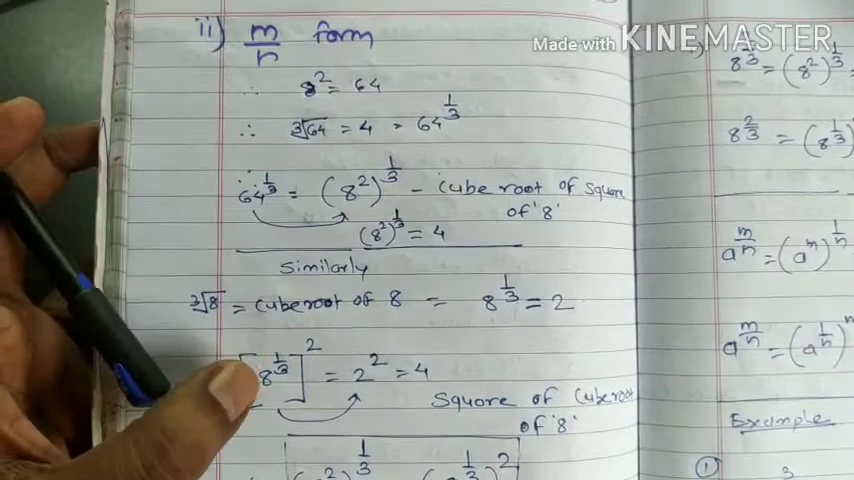 ii) m/n form
∴ 8² = 64
∴ ∛64 = 4 = 64^(1/3)
∴ 64^(1/3) = (8²)^(1/3) - cube root of square
of '8'
(8²)^(1/3) = 4
Similarly
∛8 = cube root of 8 = 8^(1/3) = 2
[8^(1/3)]² = 2² = 4
Square of Cuberoot
of '8'
Made with KINEMASTER
8^(2/3) = (8²)^(1/3) =
8^(2/3) = (8^(1/3))
a^(m/n) = (a^m)^(1/n)
a^(m/n) = (a^(1/n))^m
Example
①